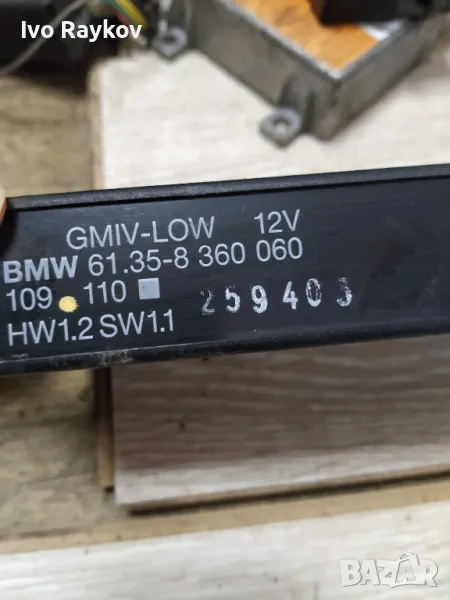 Ivo Raykov
GMIV-LOW 12V
BMW 61.35-8 360 060
109 110
259403
HW1.2 SW1.1
BAZAR
bg